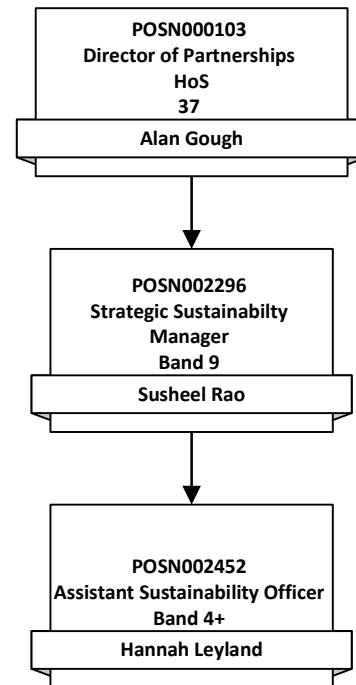 POSN000103
Director of Partnerships
HoS
37
Alan Gough
POSN002296
Strategic Sustainabilty
Manager
Band 9
Susheel Rao
POSN002452
Assistant Sustainability Officer
Band 4+
Hannah Leyland